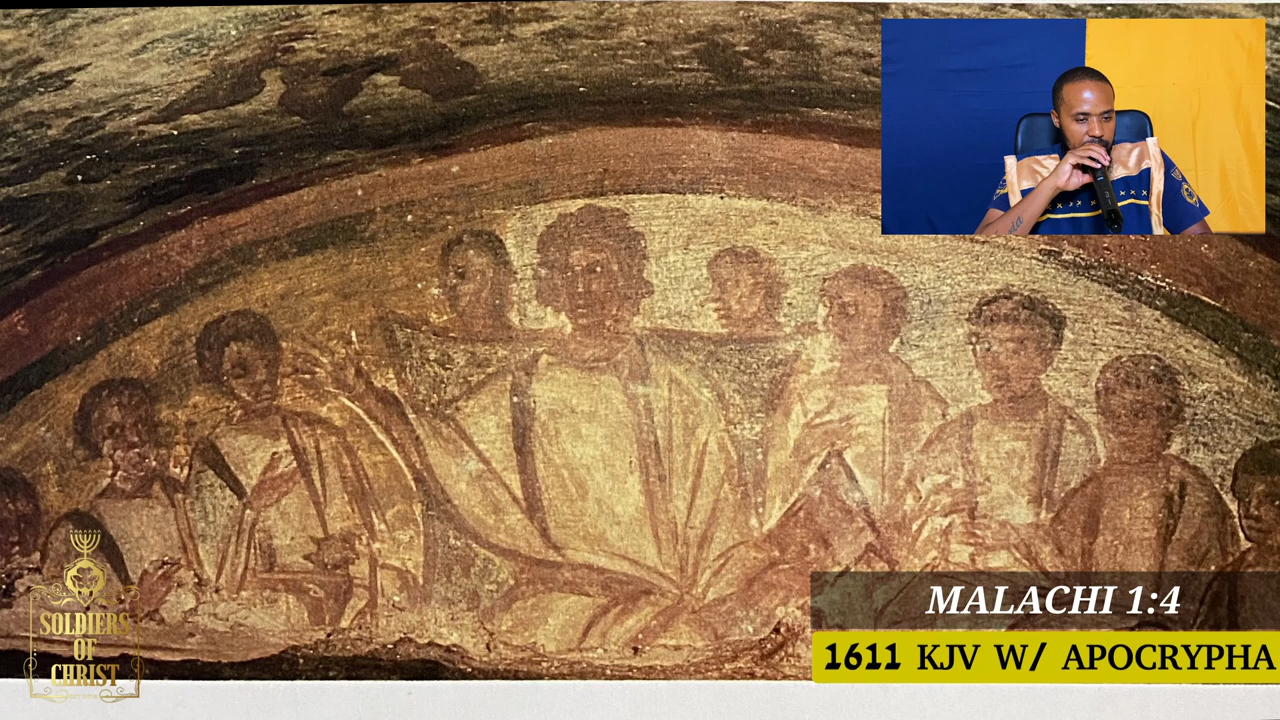 MALACHI 1:4
1611 KJV W/ APOCRYPHA
SOLDIERS
OF
CHRIST